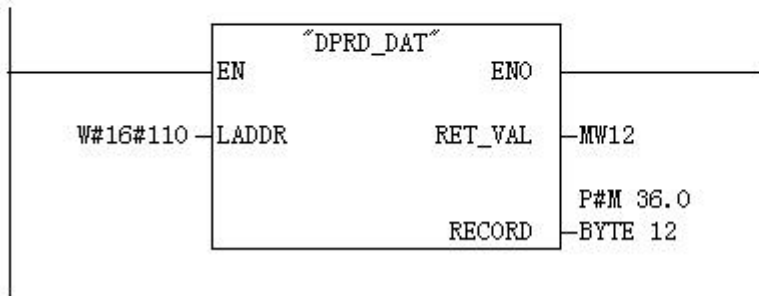 "DPRD_DAT"
EN ENO
W#16#110 LADDR RET_VAL MW12
P#M 36.0
RECORD BYTE 12